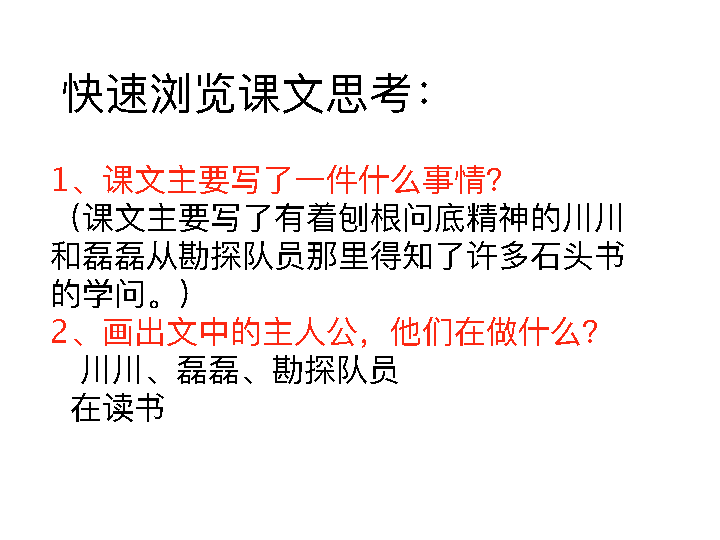 快速浏览课文思考：
1、课文主要写了一件什么事情？
（课文主要写了有着刨根问底精神的川川
和磊磊从勘探队员那里得知了许多石头书
的学问。）
2、画出文中的主人公，他们在做什么？
川川、磊磊、勘探队员
在读书